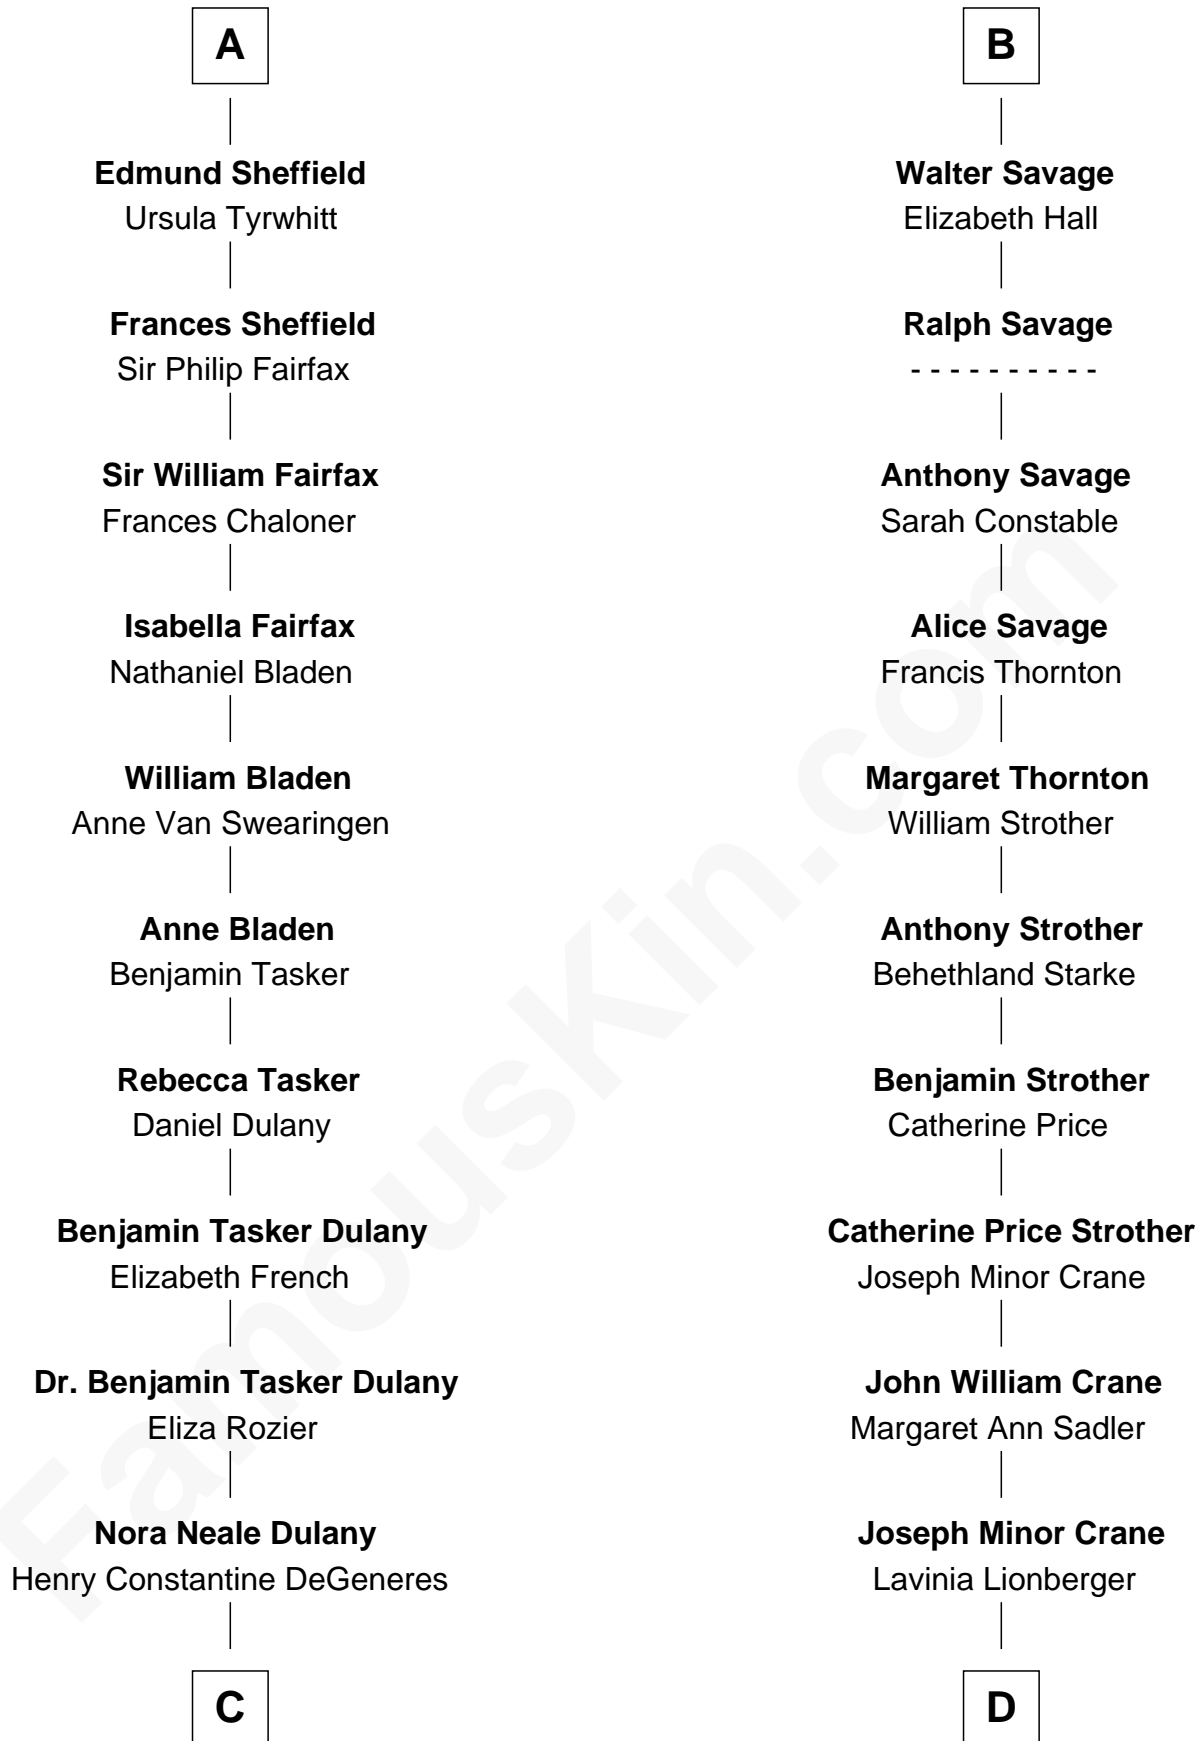 A
Edmund Sheffield
Ursula Tyrwhitt
Frances Sheffield
Sir Philip Fairfax
Sir William Fairfax
Frances Chaloner
Isabella Fairfax
Nathaniel Bladen
William Bladen
Anne Van Swearingen
Anne Bladen
Benjamin Tasker
Rebecca Tasker
Daniel Dulany
Benjamin Tasker Dulany
Elizabeth French
Dr. Benjamin Tasker Dulany
Eliza Rozier
Nora Neale Dulany
Henry Constantine DeGeneres
C
B
Walter Savage
Elizabeth Hall
Ralph Savage
- - - - - - - - - -
Anthony Savage
Sarah Constable
Alice Savage
Francis Thornton
Margaret Thornton
William Strother
Anthony Strother
Behethland Starke
Benjamin Strother
Catherine Price
Catherine Price Strother
Joseph Minor Crane
John William Crane
Margaret Ann Sadler
Joseph Minor Crane
Lavinia Lionberger
D
FamousKin.com